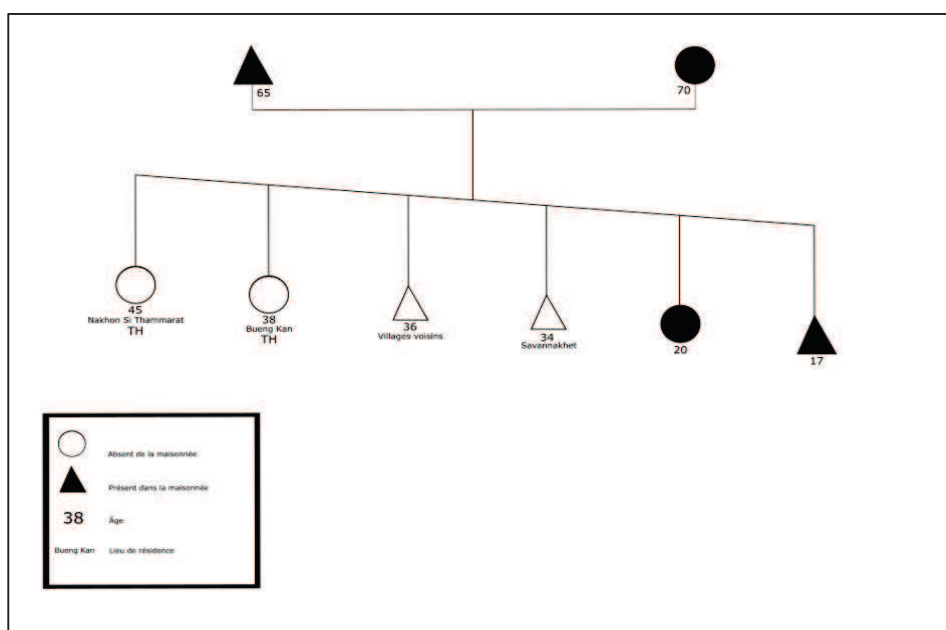 65
70
45
Nakhon Si Thammarat
TH
38
Bueng Kan
TH
36
Villages voisins
34
Savannakhet
20
17
Absent de la maisonnée
Présent dans la maisonnée
38 Âge
Bueng Kan Lieu de résidence